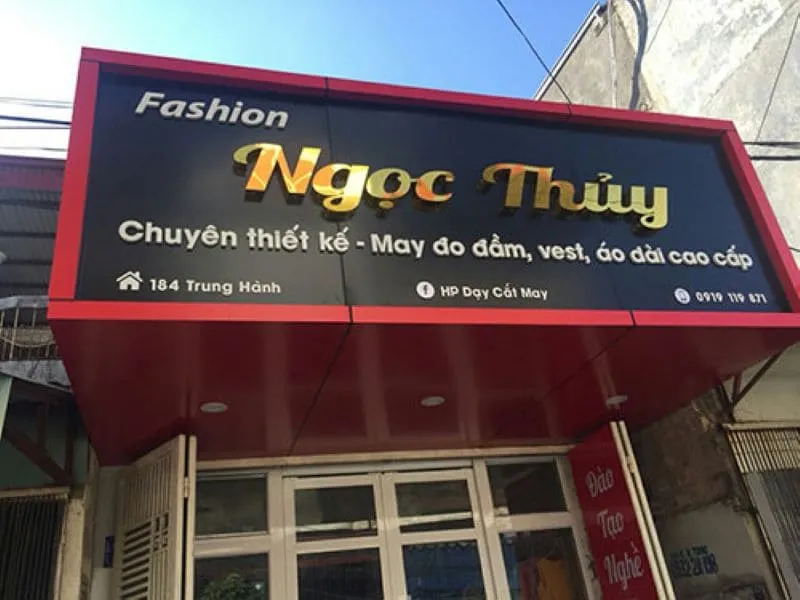 Fashion
Ngọc Thủy
Chuyên thiết kế - May đo đầm, vest, áo dài cao cấp
184 Trung Hành
HP Dạy Cắt May
0919 119 871
Đào
Tạo
Nghề